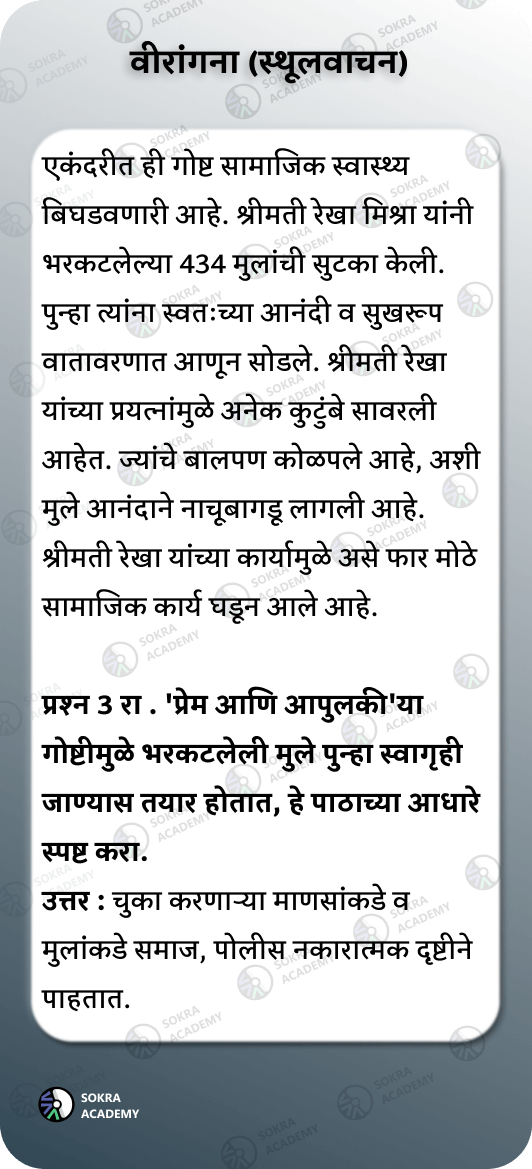 वीरांगना (स्थूलवाचन)
एकंदरीत ही गोष्ट सामाजिक स्वास्थ्य
बिघडवणारी आहे. श्रीमती रेखा मिश्रा यांनी
भरकटलेल्या 434 मुलांची सुटका केली.
पुन्हा त्यांना स्वतःच्या आनंदी व सुखरूप
वातावरणात आणून सोडले. श्रीमती रेखा
यांच्या प्रयत्नांमुळे अनेक कुटुंबे सावरली
आहेत. ज्यांचे बालपण कोळपले आहे, अशी
मुले आनंदाने नाचूबागडू लागली आहे.
श्रीमती रेखा यांच्या कार्यामुळे असे फार मोठे
सामाजिक कार्य घडून आले आहे.
प्रश्न 3 रा . 'प्रेम आणि आपुलकी'या
गोष्टीमुळे भरकटलेली मुले पुन्हा स्वागृही
जाण्यास तयार होतात, हे पाठाच्या आधारे
स्पष्ट करा.
उत्तर : चुका करणाऱ्या माणसांकडे व
मुलांकडे समाज, पोलीस नकारात्मक दृष्टीने
पाहतात.
SOKRA
ACADEMY